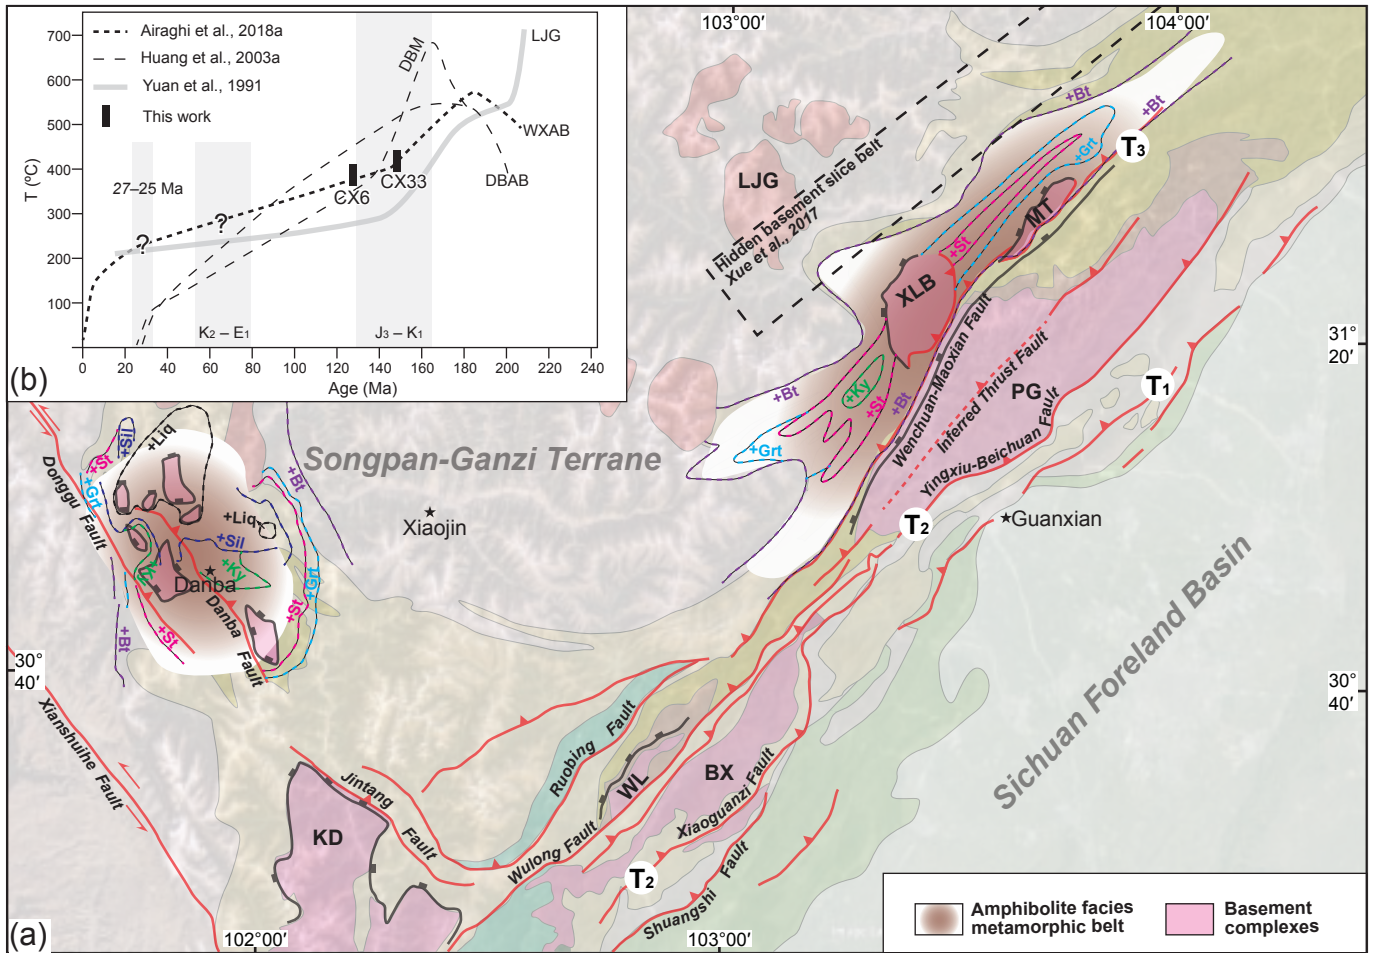 T (ºC)
700
600
500
400
300
200
100
Airaghi et al., 2018a
Huang et al., 2003a
Yuan et al., 1991
This work
27–25 Ma
?
?
CX6
CX33
DBM
LJG
WXAB
DBAB
K2 – E1
J3 – K1
0
20
40
60
80
100
120
140
160
180
200
220
240
Age (Ma)
(b)
103°00′
104°00′
LJG
Hidden basement slice belt
Xue et al., 2017
+Bt
+Bt
+Grt
T3
MT
+St
XLB
31°
20′
+Ky
+St
+Bt
+Bt
+Grt
Wenchuan-Maoxian Fault
Inferred Thrust Fault
PG
Yingxiu-Beichuan Fault
T1
T2
Guanxian
Songpan-Ganzi Terrane
Xiaojin
+Sil
+Liq
+St
+Grt
+Bt
Donggu Fault
+Liq
+Sil
+Ky
+Ky
Danba
+Grt
+St
+St
+Bt
Danba Fault
30°
40′
30°
40′
Sichuan Foreland Basin
Xianshuihe Fault
Jintang Fault
KD
Ruobing Fault
WL
BX
Wulong Fault
Xiaoguanzi Fault
T2
Shuangshi Fault
Amphibolite facies
metamorphic belt
Basement
complexes
(a)
102°00′
103°00′